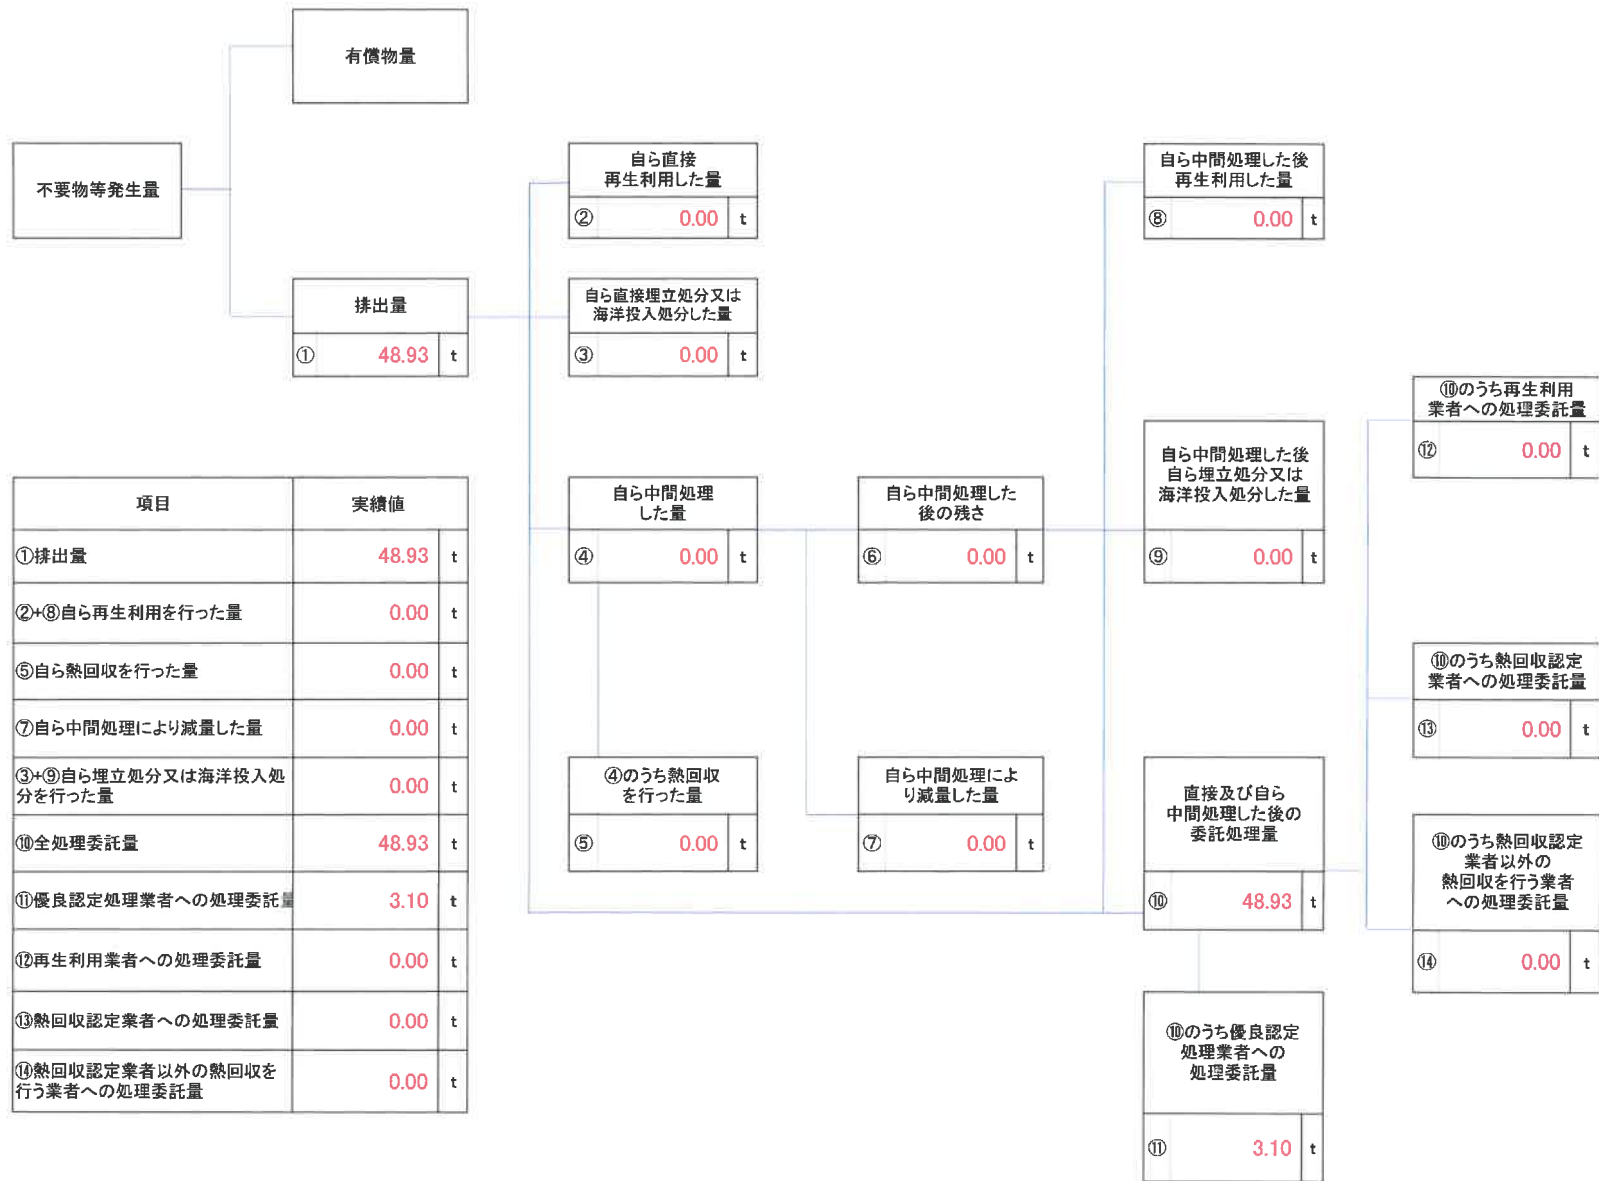 有償物量
不要物等発生量
排出量
① 48.93 t
自ら直接
再生利用した量
② 0.00 t
自ら直接埋立処分又は
海洋投入処分した量
③ 0.00 t
自ら中間処理
した量
④ 0.00 t
④のうち熱回収
を行った量
⑤ 0.00 t
自ら中間処理した
後の残さ
⑥ 0.00 t
自ら中間処理によ
り減量した量
⑦ 0.00 t
自ら中間処理した後
再生利用した量
⑧ 0.00 t
自ら中間処理した後
自ら埋立処分又は
海洋投入処分した量
⑨ 0.00 t
直接及び自ら
中間処理した後の
委託処理量
⑩ 48.93 t
⑩のうち優良認定
処理業者への
処理委託量
⑪ 3.10 t
⑩のうち再生利用
業者への処理委託量
⑫ 0.00 t
⑩のうち熱回収認定
業者への処理委託量
⑬ 0.00 t
⑩のうち熱回収認定
業者以外の
熱回収を行う業者
への処理委託量
⑭ 0.00 t
項目 実績値
①排出量 48.93 t
②+⑧自ら再生利用を行った量 0.00 t
⑤自ら熱回収を行った量 0.00 t
⑦自ら中間処理により減量した量 0.00 t
③+⑨自ら埋立処分又は海洋投入処
分を行った量 0.00 t
⑩全処理委託量 48.93 t
⑪優良認定処理業者への処理委託量 3.10 t
⑫再生利用業者への処理委託量 0.00 t
⑬熱回収認定業者への処理委託量 0.00 t
⑭熱回収認定業者以外の熱回収を
行う業者への処理委託量 0.00 t